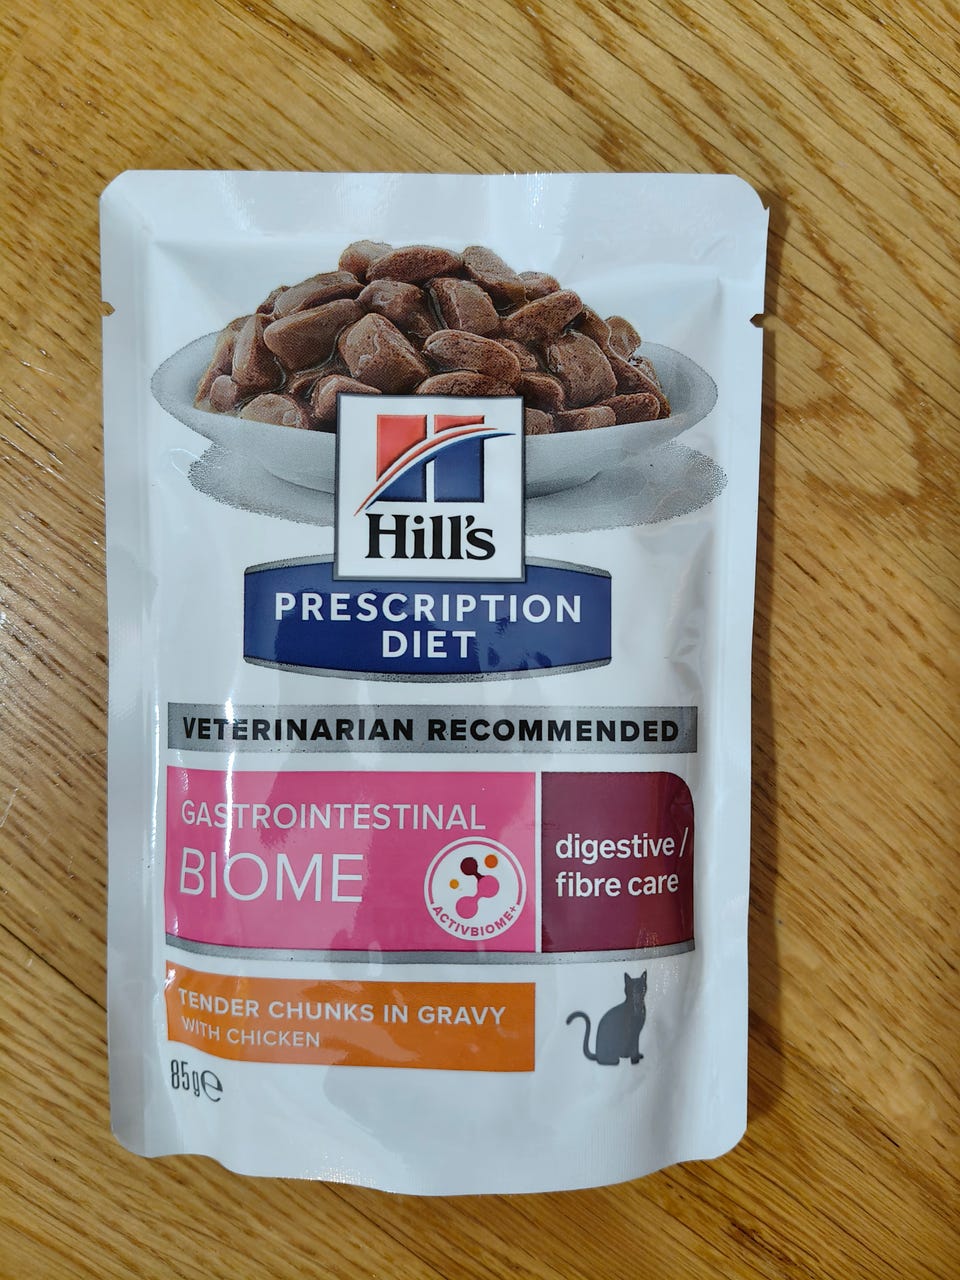 Hill's
PRESCRIPTION
DIET
VETERINARIAN RECOMMENDED
GASTROINTESTINAL
BIOME
ACTIVBIOME+
digestive /
fibre care
TENDER CHUNKS IN GRAVY
WITH CHICKEN
85g℮